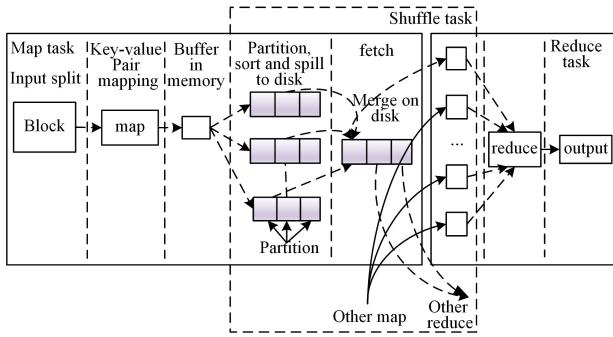 Shuffle task
Map task
Input split
Key-value
Pair
mapping
Buffer
in
memory
Partition,
sort and spill
to disk
fetch
Reduce
task
Block
map
Merge on
disk
...
reduce
output
Partition
Other map
Other
reduce